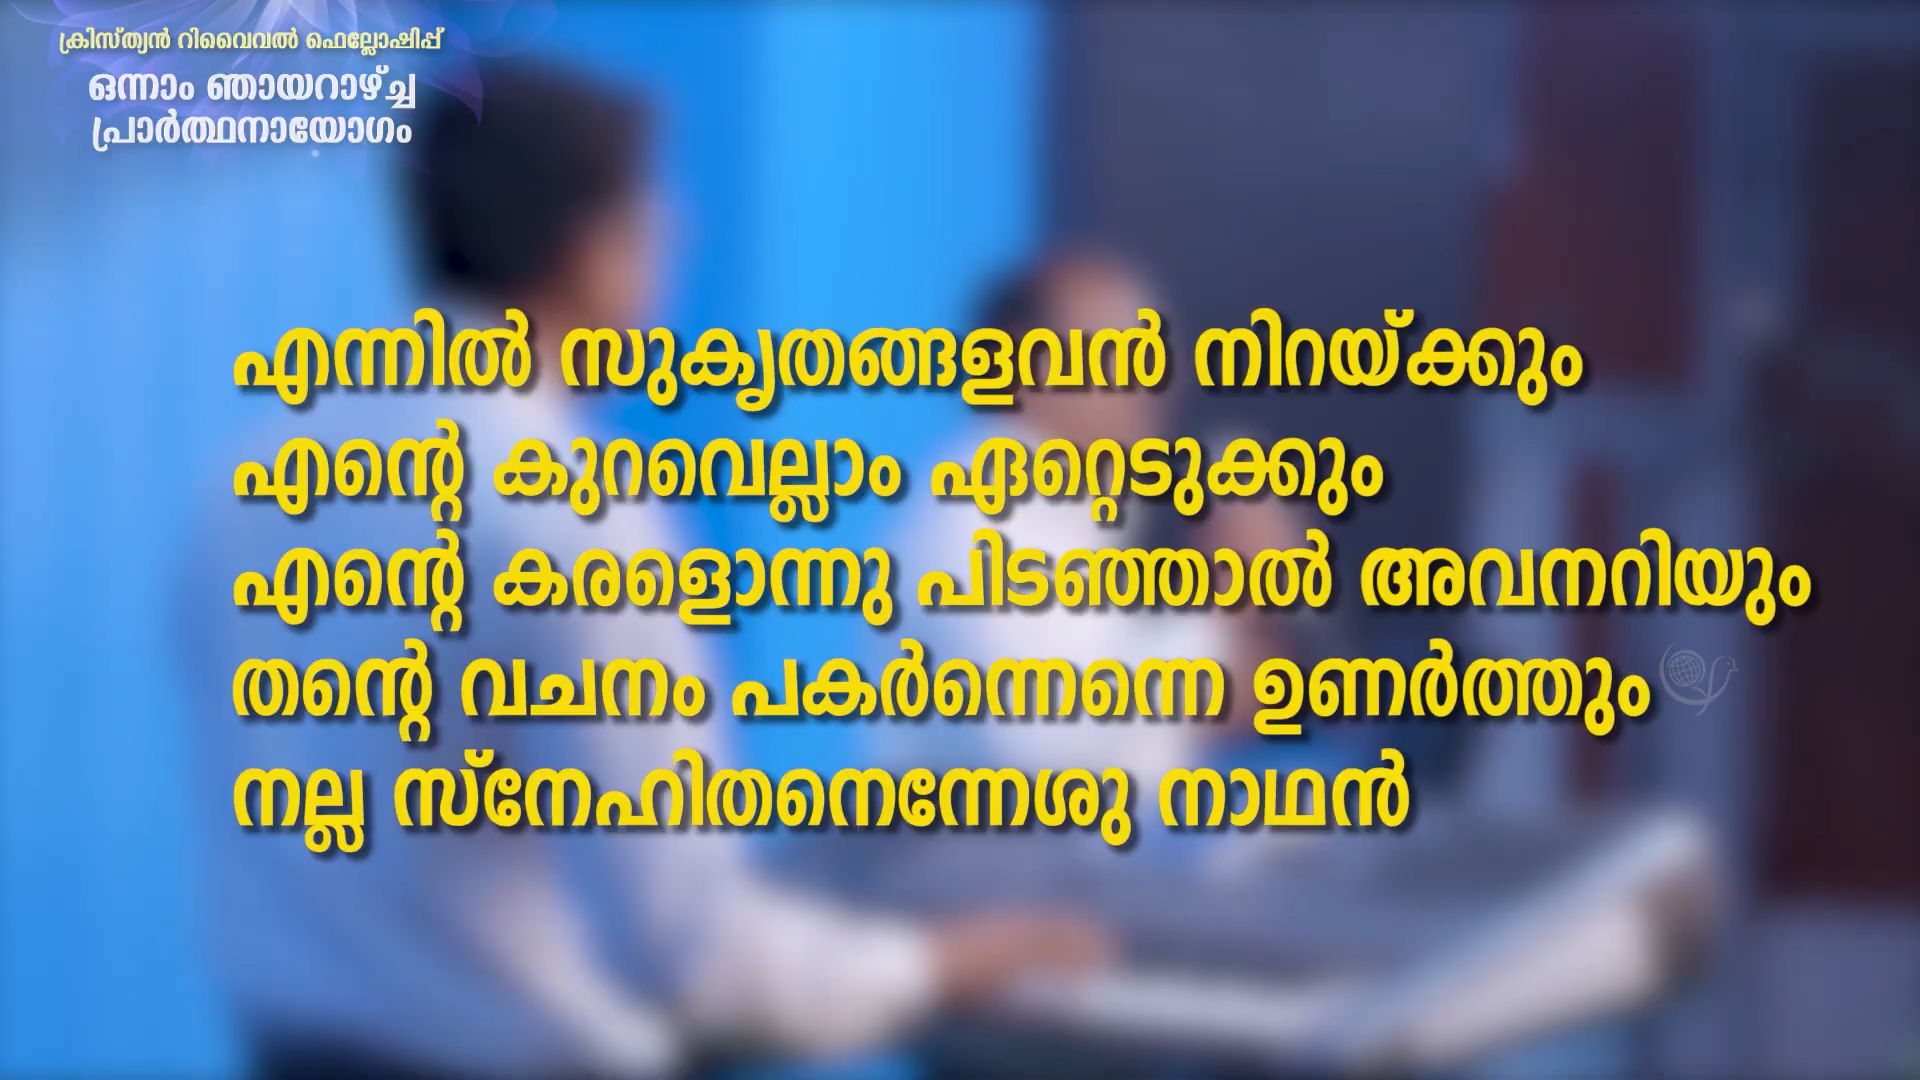 ക്രിസ്ത്യൻ റിവൈവൽ ഫെല്ലോഷിപ്പ്
ഒന്നാം ഞായറാഴ്ച്ച
പ്രാർത്ഥനായോഗം
എന്നിൽ സുകൃതങ്ങളവൻ നിറയ്ക്കും
എന്റെ കുറവെല്ലാം ഏറ്റെടുക്കും
എന്റെ കരളൊന്നു പിടഞ്ഞാൽ അവനറിയും
തന്റെ വചനം പകർന്നെന്നെ ഉണർത്തും
നല്ല സ്നേഹിതനെന്നേശു നാഥൻ